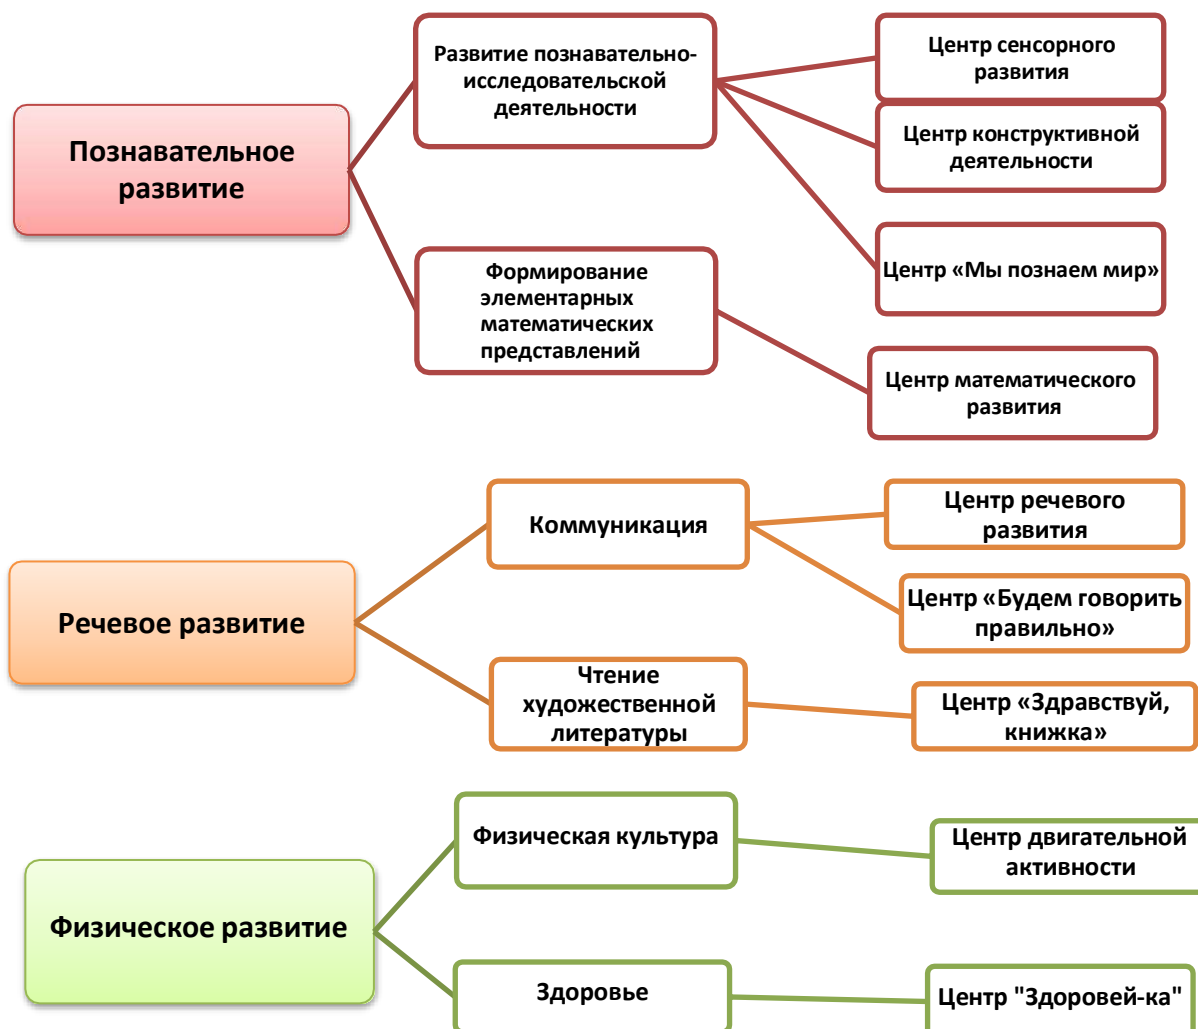 Познавательное
развитие
Развитие познавательно-
исследовательской
деятельности
Центр сенсорного
развития
Центр конструктивной
деятельности
Центр «Мы познаем мир»
Формирование
элементарных
математических
представлений
Центр математического
развития
Речевое развитие
Коммуникация
Центр речевого
развития
Центр «Будем говорить
правильно»
Чтение
художественной
литературы
Центр «Здравствуй,
книжка»
Физическое развитие
Физическая культура
Центр двигательной
активности
Здоровье
Центр "Здоровей-ка"